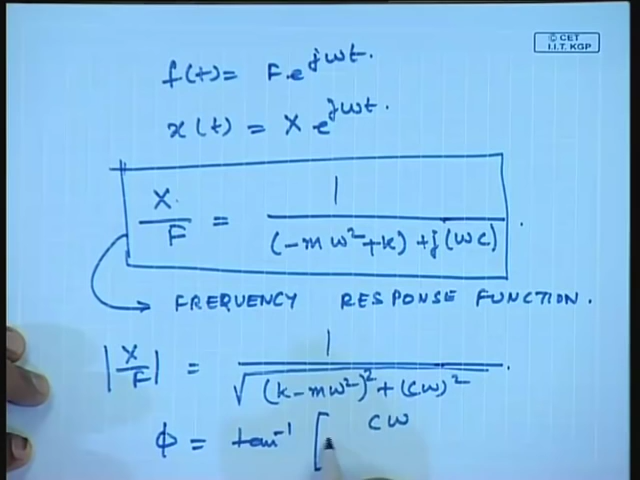 © CET
I.I.T. KGP
f(t) = F e^{jωt}.
x(t) = X e^{jωt}.
X/F = 1/((-mω²+k)+j(ωc)).
FREQUENCY RESPONSE FUNCTION.
|X/F| = 1/√((k-mω²)²+(cω)²).
φ = tan⁻¹ [ cω